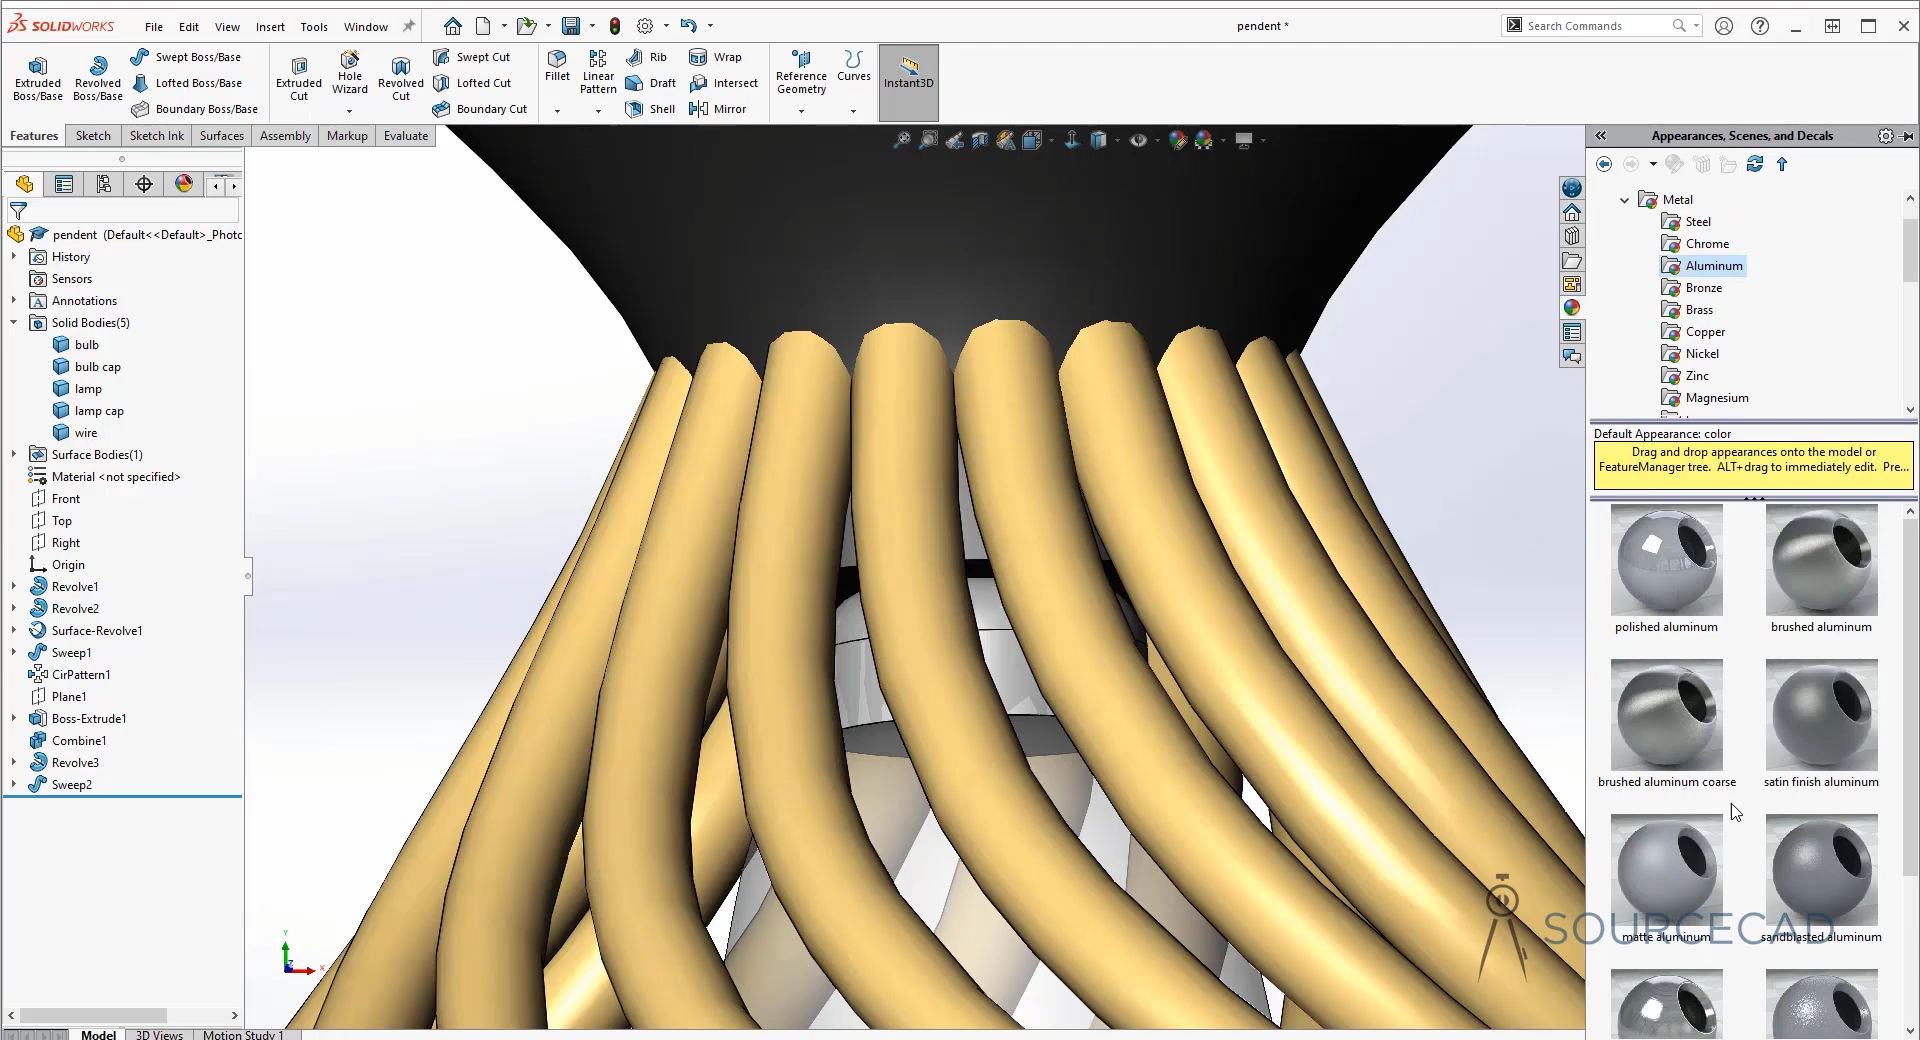 SOLIDWORKS File Edit View Insert Tools Window
pendent *
Search Commands
Extruded Boss/Base
Revolved Boss/Base
Swept Boss/Base
Lofted Boss/Base
Boundary Boss/Base
Extruded Cut
Hole Wizard
Revolved Cut
Swept Cut
Lofted Cut
Boundary Cut
Fillet
Linear Pattern
Rib
Draft
Shell
Wrap
Intersect
Mirror
Reference Geometry
Curves
Instant3D
Features Sketch Sketch Ink Surfaces Assembly Markup Evaluate
pendent (Default<<Default>_Photc
History
Sensors
Annotations
Solid Bodies(5)
bulb
bulb cap
lamp
lamp cap
wire
Surface Bodies(1)
Material <not specified>
Front
Top
Right
Origin
Revolve1
Revolve2
Surface-Revolve1
Sweep1
CirPattern1
Plane1
Boss-Extrude1
Combine1
Revolve3
Sweep2
Y
X
Z
Model 3D Views Motion Study 1
Appearances, Scenes, and Decals
Metal
Steel
Chrome
Aluminum
Bronze
Brass
Copper
Nickel
Zinc
Magnesium
Default Appearance: color
Drag and drop appearances onto the model or
FeatureManager tree. ALT+drag to immediately edit. Pre...
polished aluminum brushed aluminum
brushed aluminum coarse satin finish aluminum
matte aluminum sandblasted aluminum
SOURCECAD